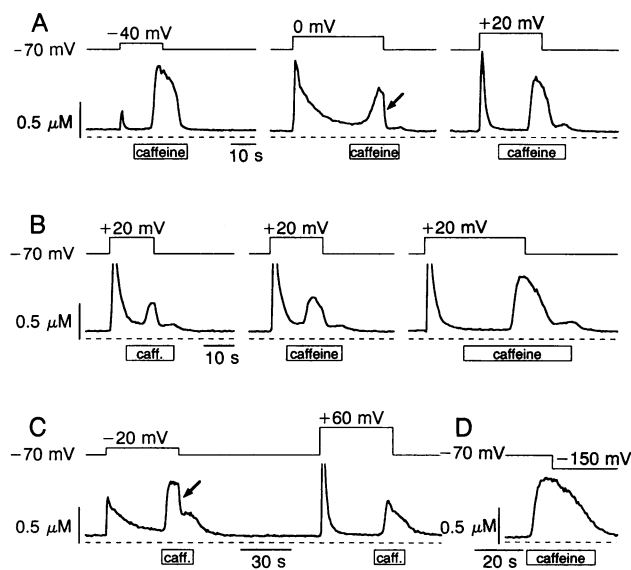 A
−40 mV
0 mV
+20 mV
−70 mV
0.5 μM
caffeine
10 s
caffeine
caffeine
B
+20 mV
+20 mV
+20 mV
−70 mV
0.5 μM
caff.
10 s
caffeine
caffeine
C
−20 mV
+60 mV
D
−70 mV
−70 mV
−150 mV
0.5 μM
0.5 μM
caff.
30 s
caff.
20 s
caffeine